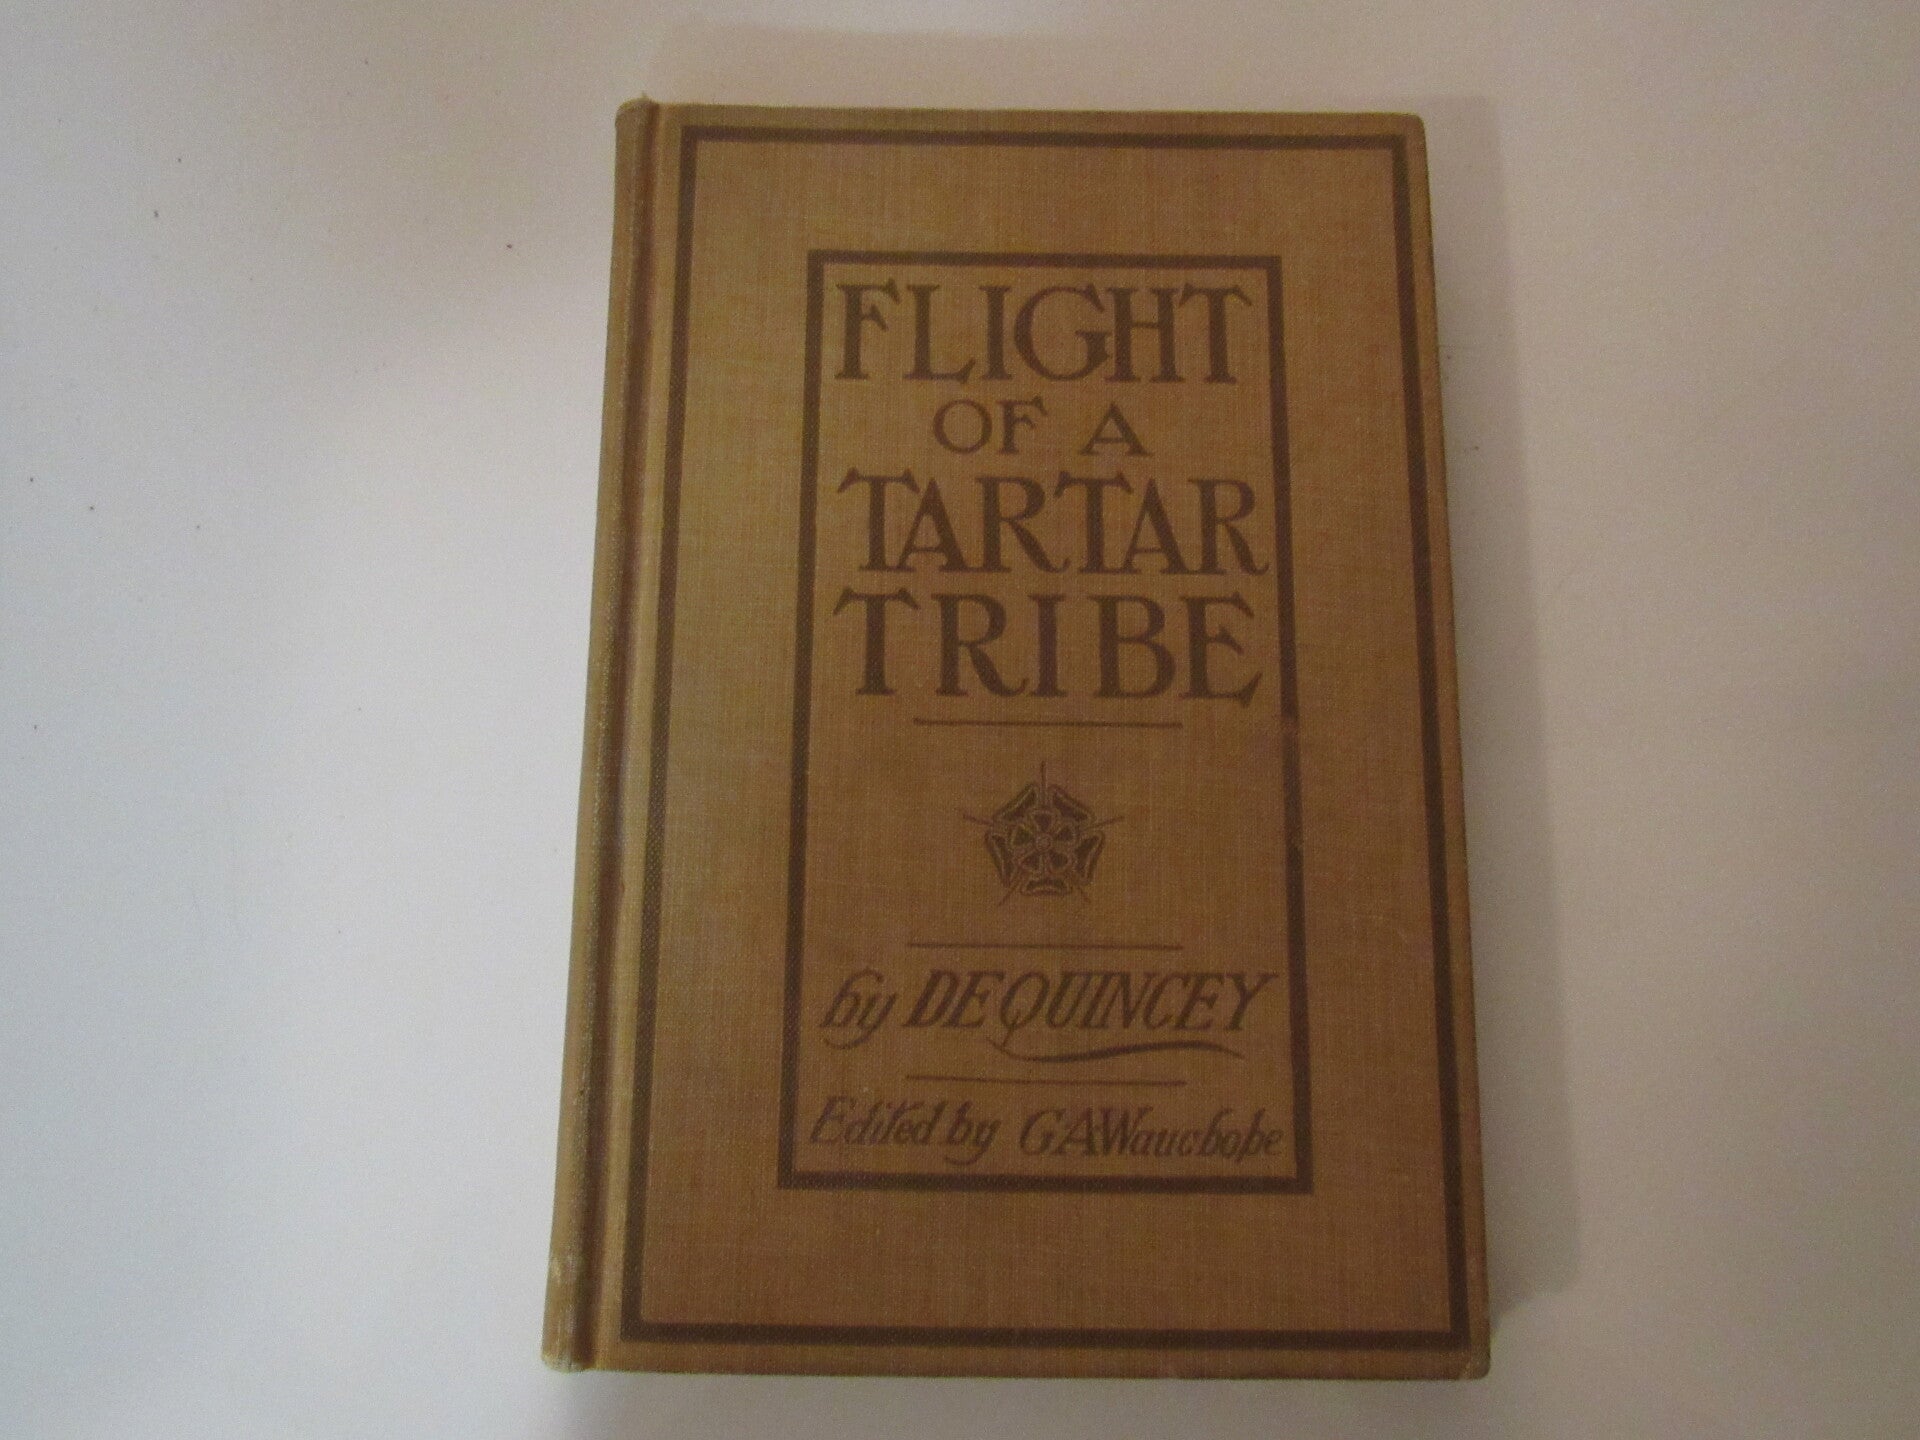 FLIGHT
OF A
TARTAR
TRIBE
by DE QUINCEY
Edited by G.A. Wauchope